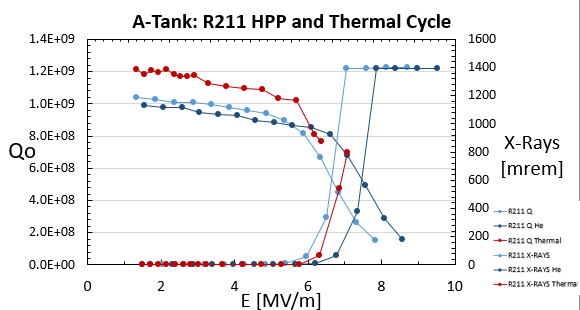 A-Tank: R211 HPP and Thermal Cycle
1.4E+09
1.2E+09
1.0E+09
8.0E+08
6.0E+08
4.0E+08
2.0E+08
0.0E+00
Qo
1600
1400
1200
1000
800
600
400
200
0
X-Rays
[mrem]
R211 Q
R211 Q He
R211 Q Thermal
R211 X-RAYS
R211 X-RAYS He
R211 X-RAYS Thermal
0 2 4 6 8 10
E [MV/m]